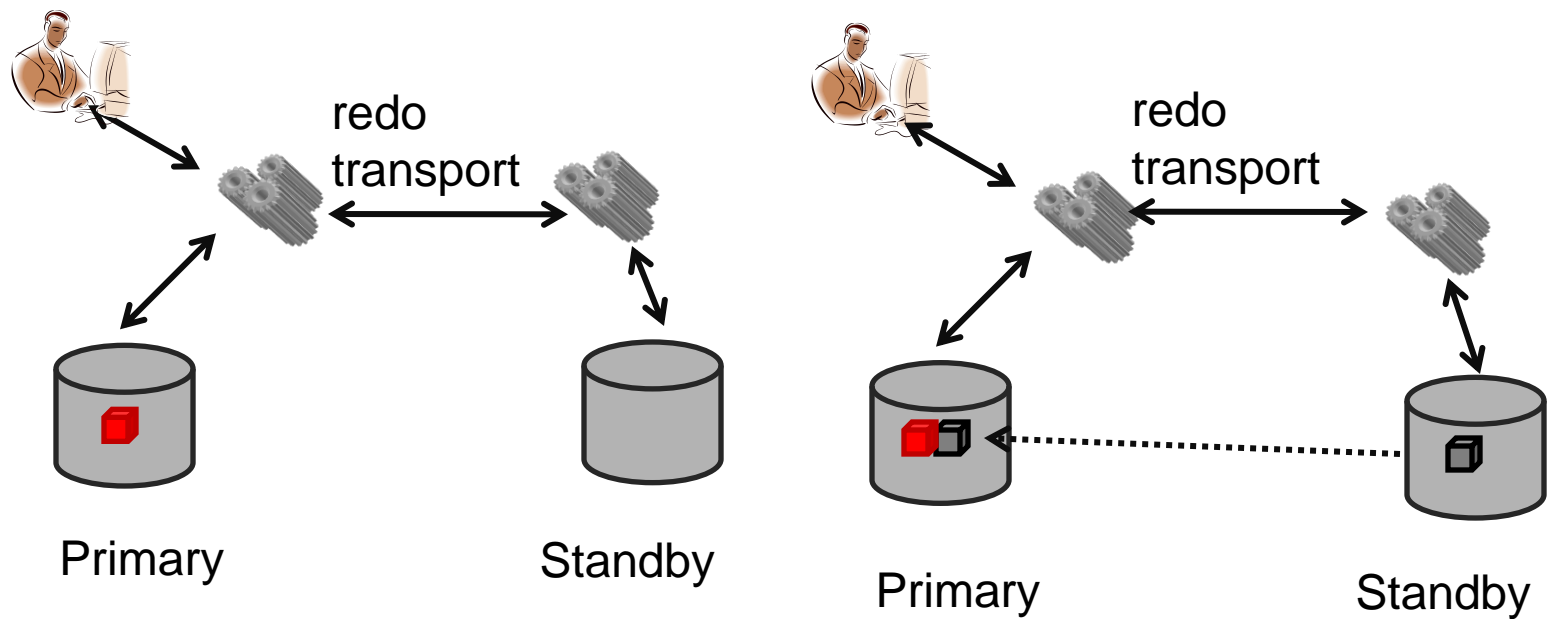 redo
transport
Primary
Standby
redo
transport
Primary
Standby